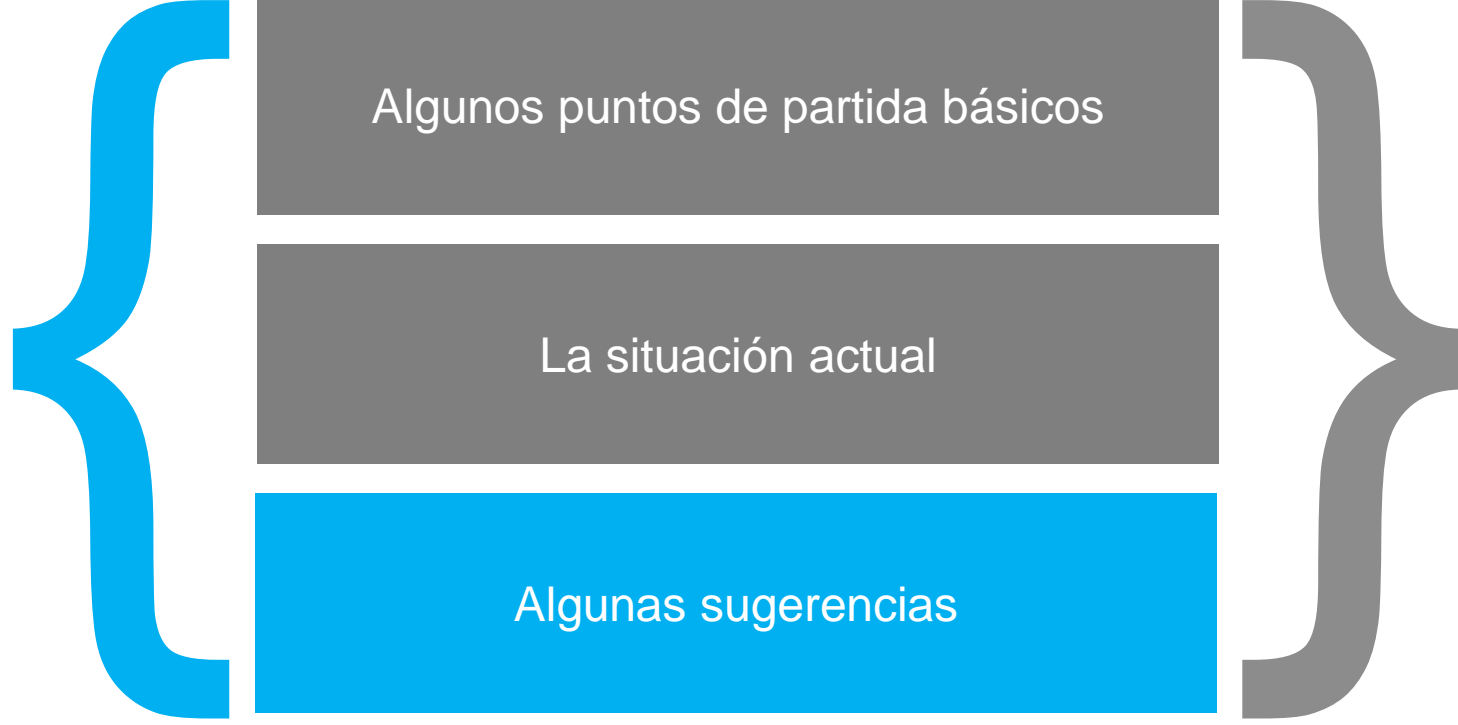 Algunos puntos de partida básicos
La situación actual
Algunas sugerencias